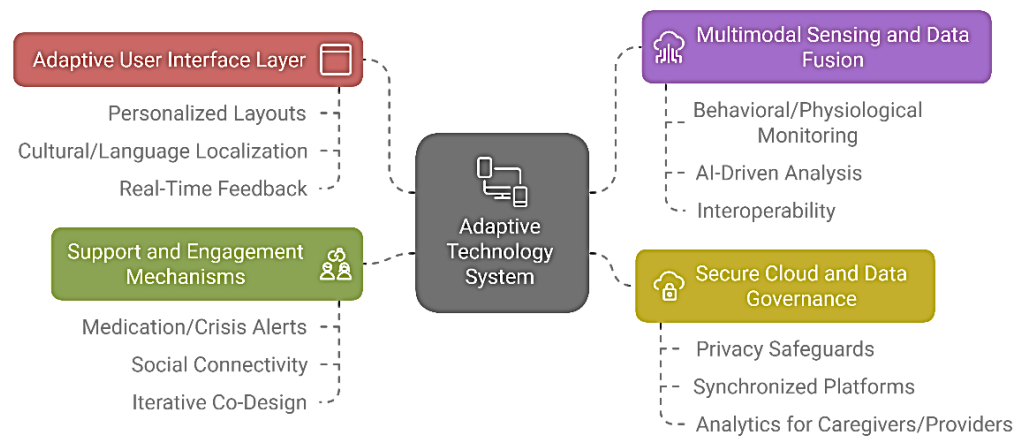 Adaptive User Interface Layer
Personalized Layouts
Cultural/Language Localization
Real-Time Feedback
Support and Engagement
Mechanisms
Medication/Crisis Alerts
Social Connectivity
Iterative Co-Design
Adaptive
Technology
System
Multimodal Sensing and Data
Fusion
Behavioral/Physiological
Monitoring
AI-Driven Analysis
Interoperability
Secure Cloud and Data
Governance
Privacy Safeguards
Synchronized Platforms
Analytics for Caregivers/Providers